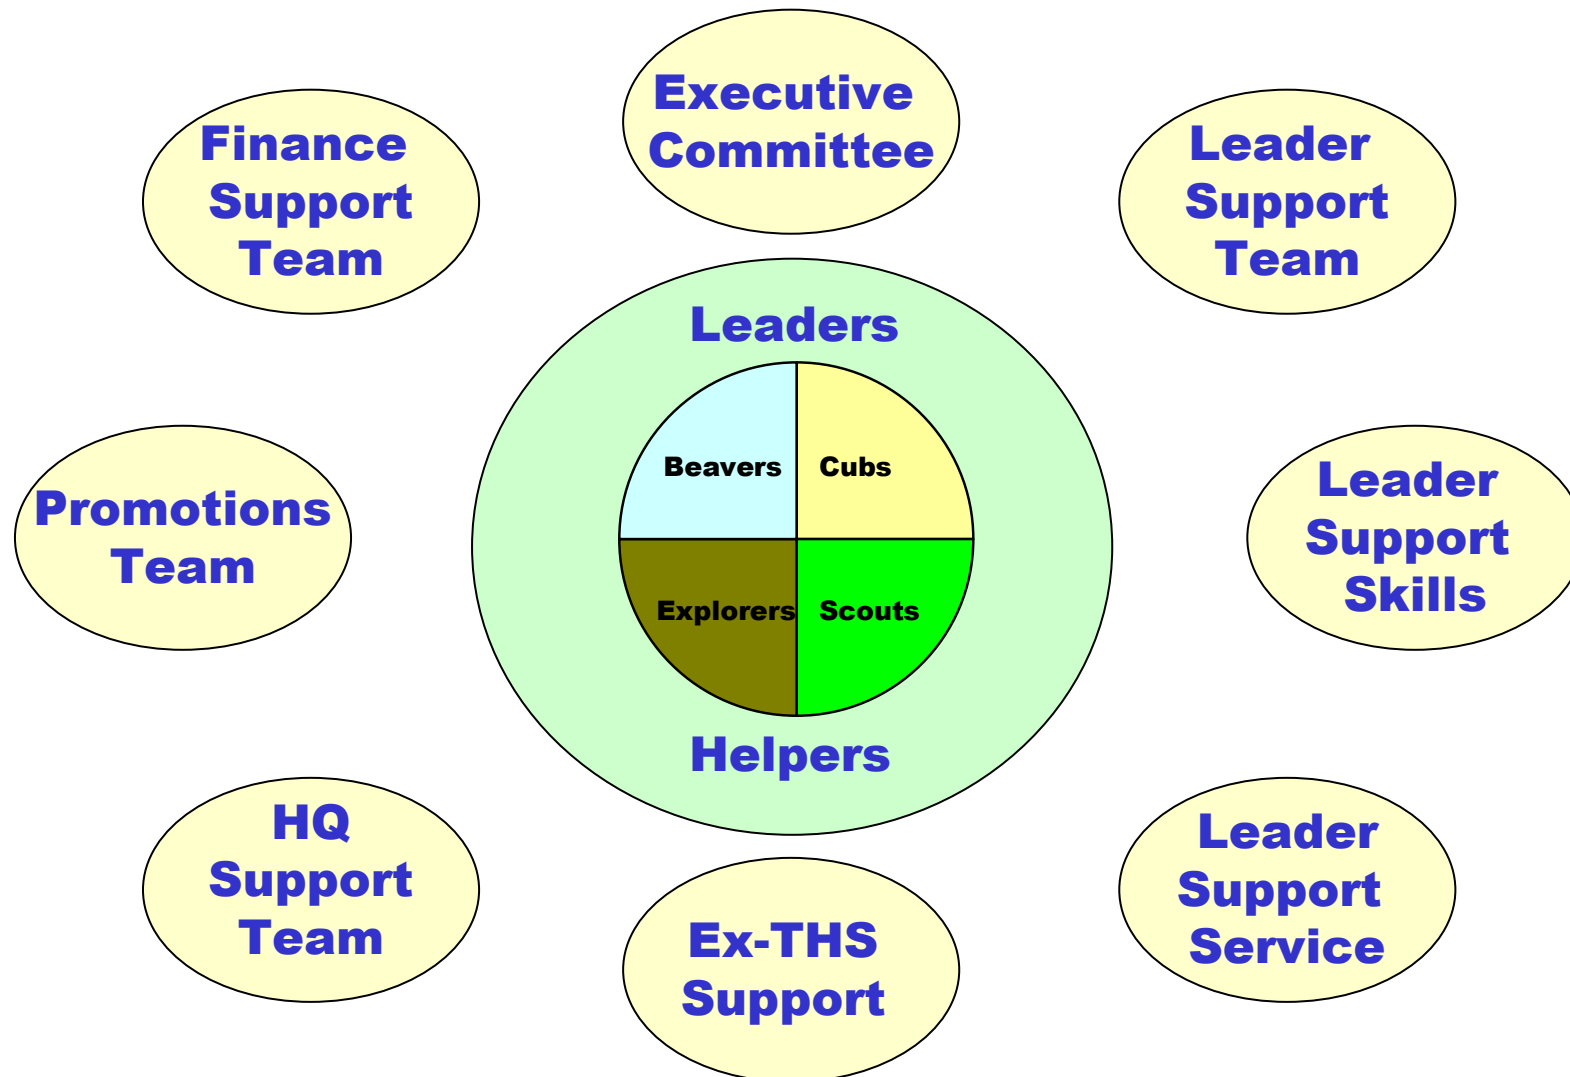 Executive
Committee
Finance
Support
Team
Leader
Support
Team
Leaders
Beavers
Cubs
Explorers
Scouts
Helpers
Promotions
Team
Leader
Support
Skills
HQ
Support
Team
Ex-THS
Support
Leader
Support
Service